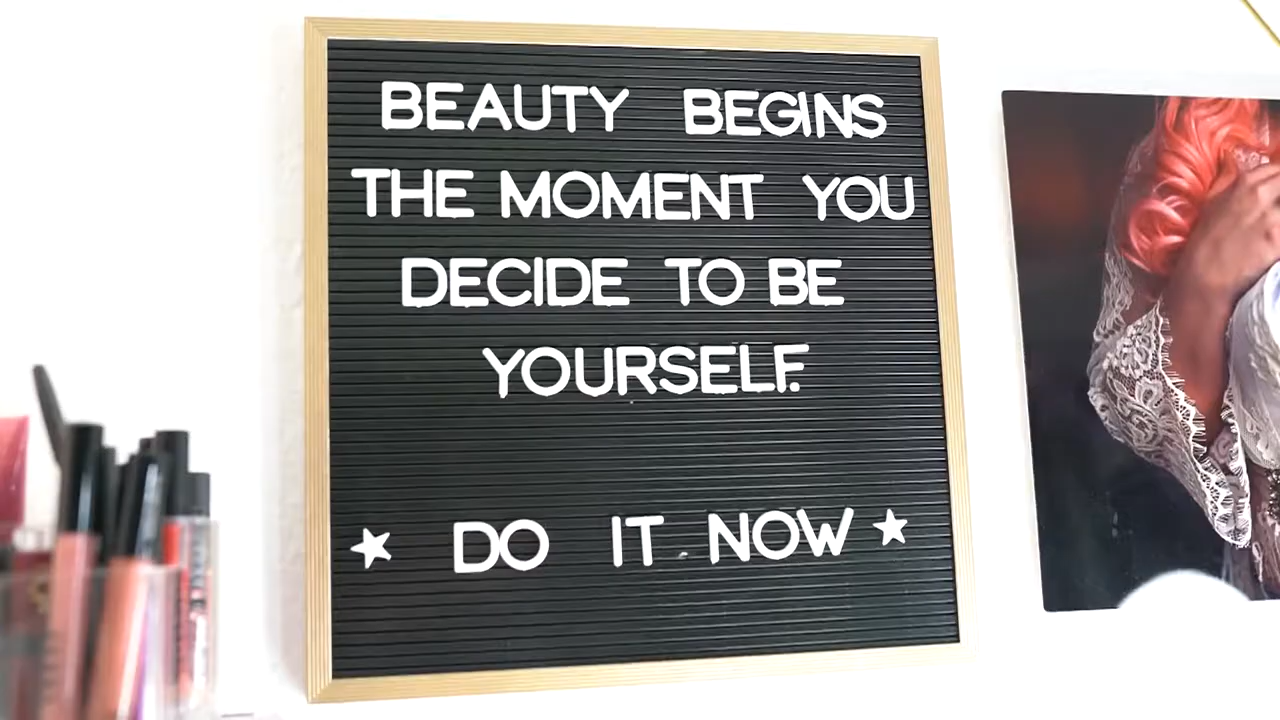 BEAUTY BEGINS
THE MOMENT YOU
DECIDE TO BE
YOURSELF.
★ DO IT NOW ★